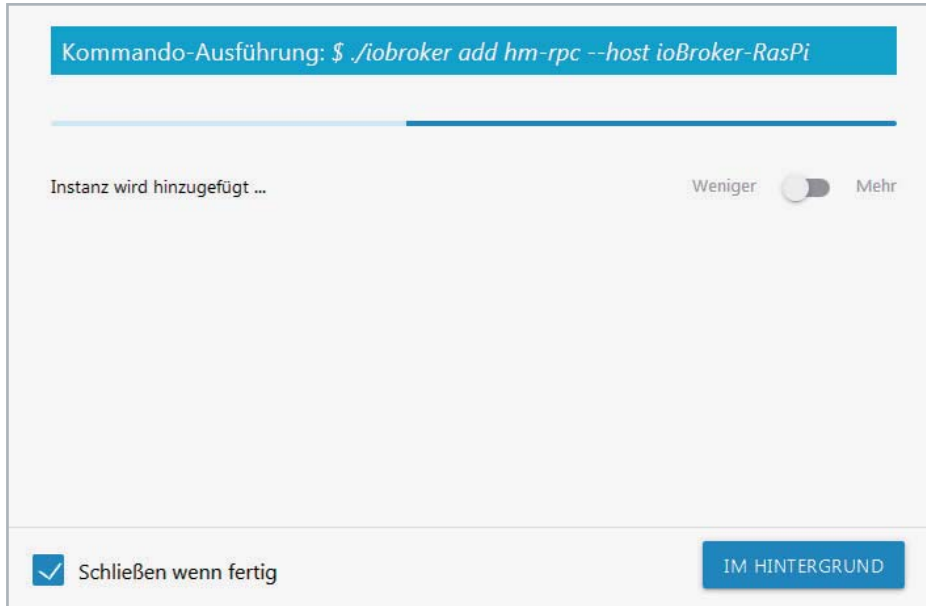 Kommando-Ausführung: $ ./iobroker add hm-rpc --host ioBroker-RasPi
Instanz wird hinzugefügt ...
Weniger Mehr
Schließen wenn fertig
IM HINTERGRUND